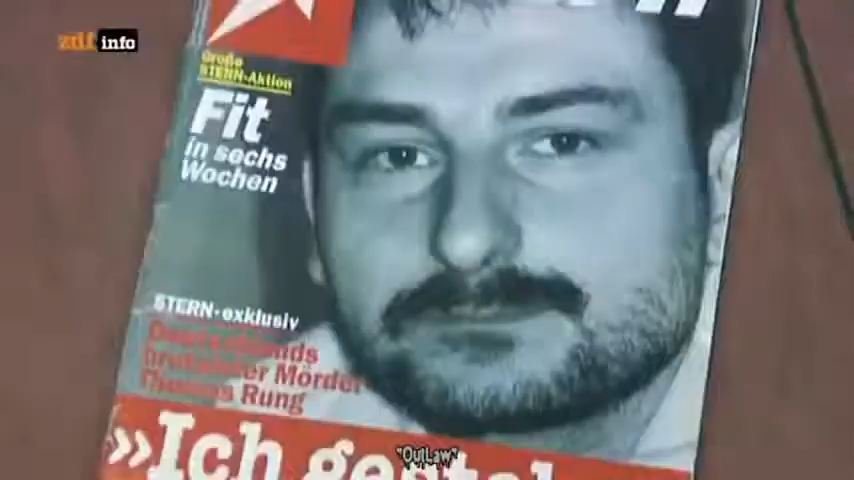 zdf info
Große
STERN-Aktion
Fit
in sechs
Wochen
STERN-exklusiv
Deutschlands
brutalster Mörder
Thomas Rung
»Ich
"OutLaw"